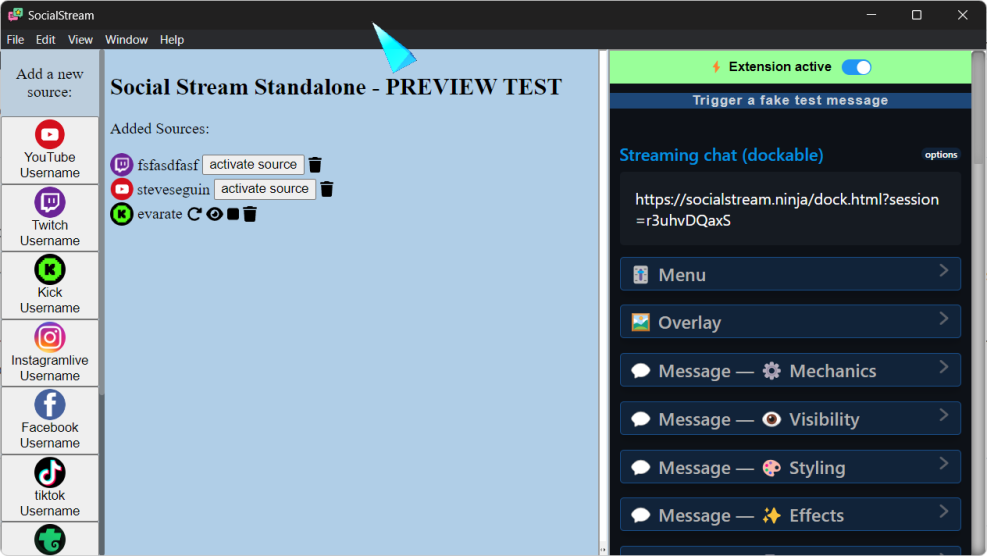 SocialStream
File Edit View Window Help
Add a new
source:
YouTube
Username
Twitch
Username
Kick
Username
Instagramlive
Username
Facebook
Username
tiktok
Username
Social Stream Standalone - PREVIEW TEST
Added Sources:
fsfasdfasf activate source
steveseguin activate source
evarate
Extension active
Trigger a fake test message
Streaming chat (dockable) options
https://socialstream.ninja/dock.html?session
=r3uhvDQaxS
Menu
Overlay
Message — Mechanics
Message — Visibility
Message — Styling
Message — Effects